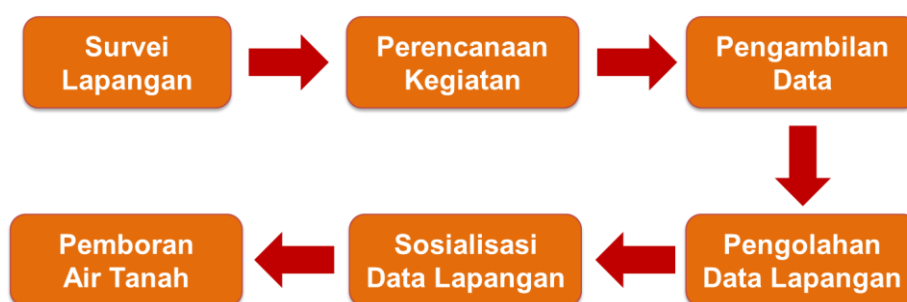 Survei
Lapangan
Perencanaan
Kegiatan
Pengambilan
Data
Pengolahan
Data Lapangan
Sosialisasi
Data Lapangan
Pemboran
Air Tanah